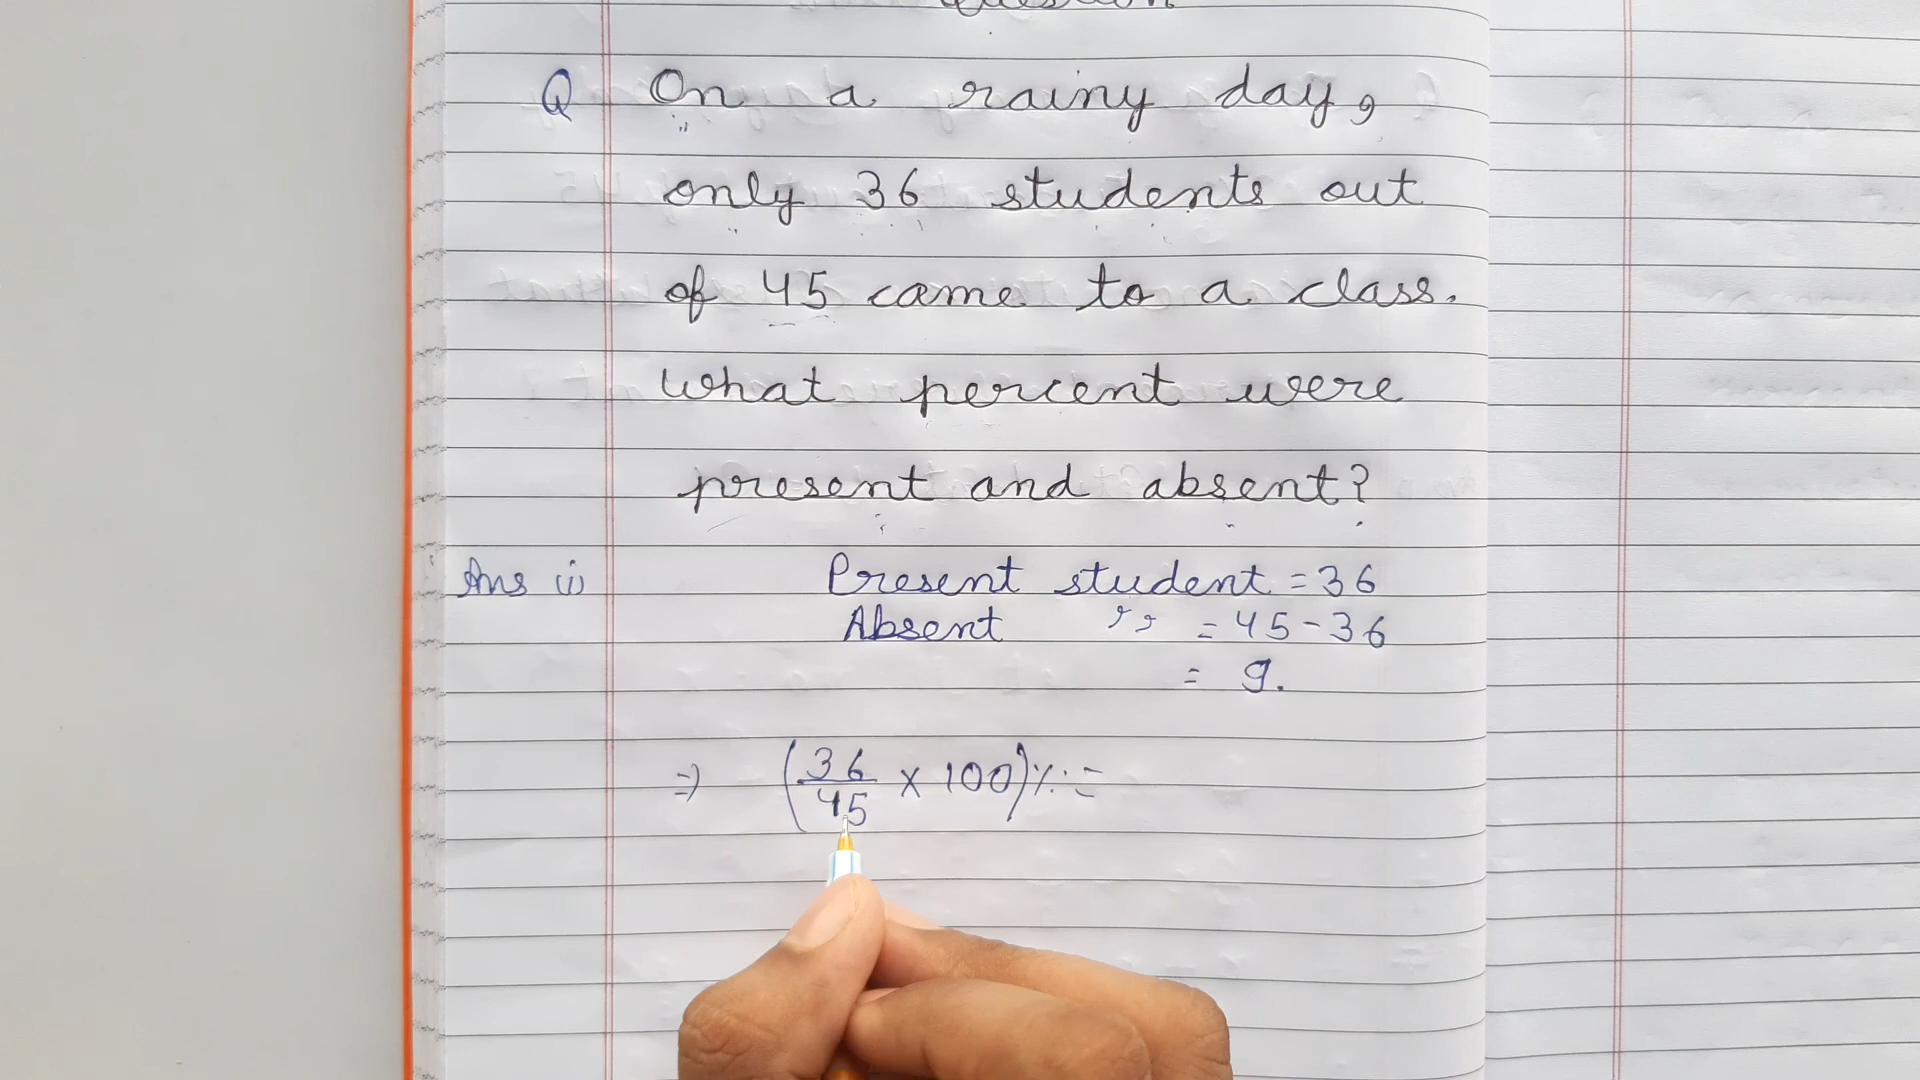 Question
Q On a rainy day,
only 36 students out
of 45 came to a class.
what percent were
present and absent?
Ans (i) Present student = 36
Absent ,, = 45 - 36
= 9.
⇒ (36/45 × 100)% =